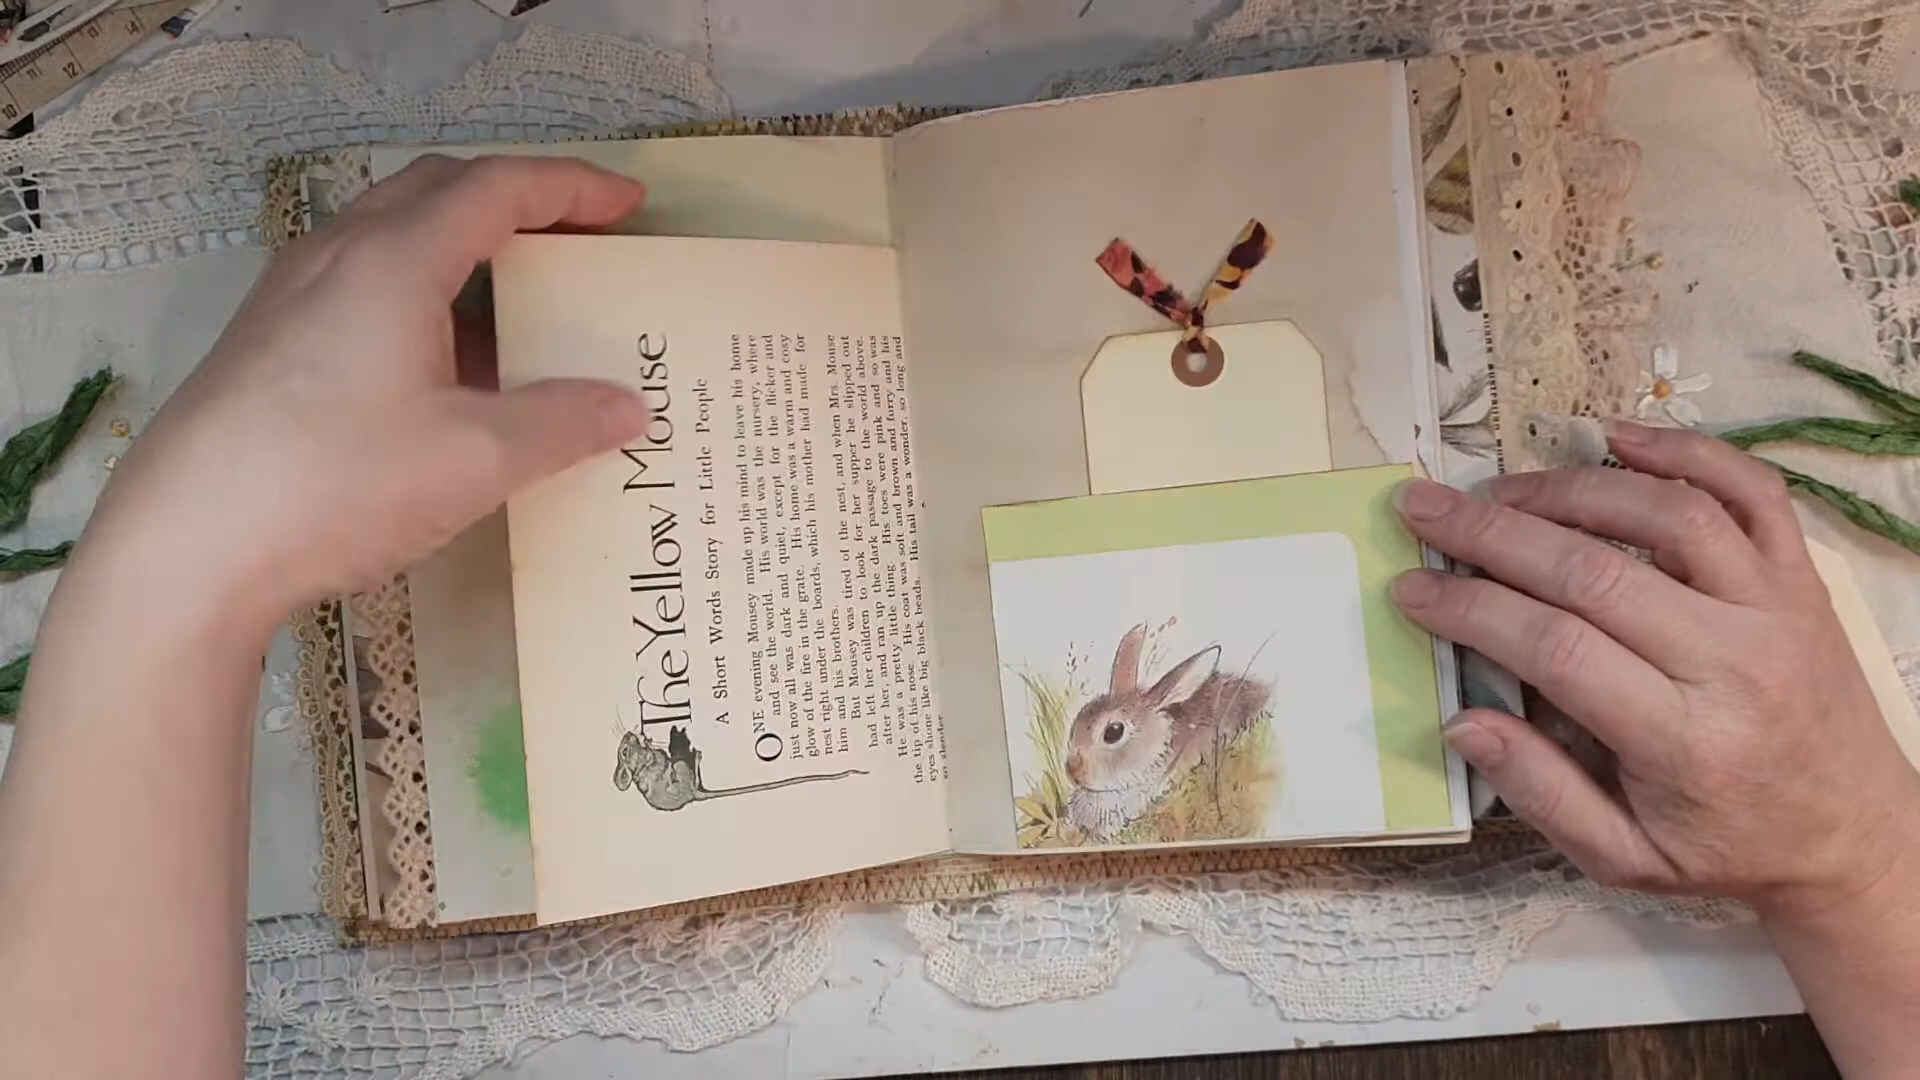 The Yellow Mouse
A Short Words Story for Little People
ONE evening Mousey made up his mind to leave his home
and see the world. His world was the nursery, where
just now all was dark and quiet, except for the flicker and
glow of the fire in the grate. His home was a warm and cosy
nest right under the boards, which his mother had made for
him and his brothers.
But Mousey was tired of the nest, and when Mrs. Mouse
had left her children to look for her supper he slipped out
after her, and ran up the dark passage to the world above.
He was a pretty little thing. His toes were pink and so was
the tip of his nose. His coat was soft and brown and furry and his
eyes shone like big black beads. His tail was a wonder, so long and
so slender
10
11
12
13
14